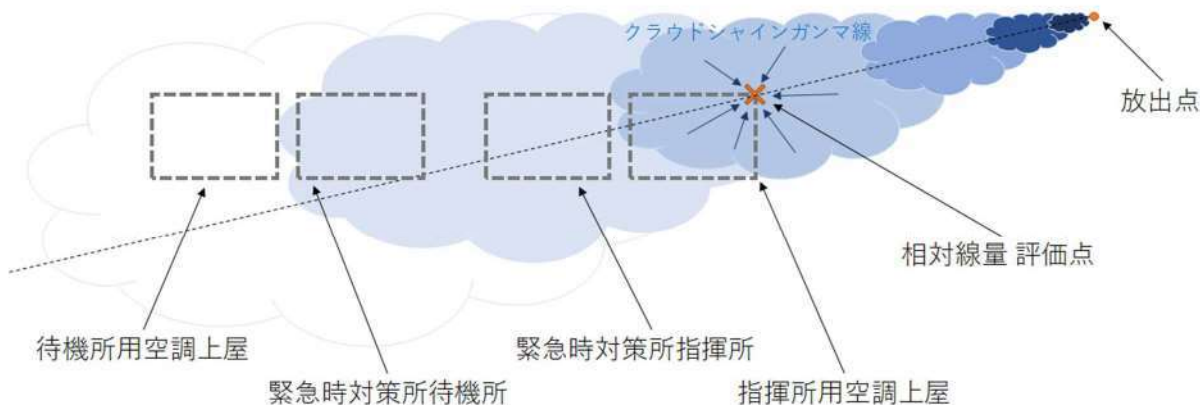 クラウドシャインガンマ線
放出点
相対線量 評価点
待機所用空調上屋
緊急時対策所指揮所
緊急時対策所待機所
指揮所用空調上屋